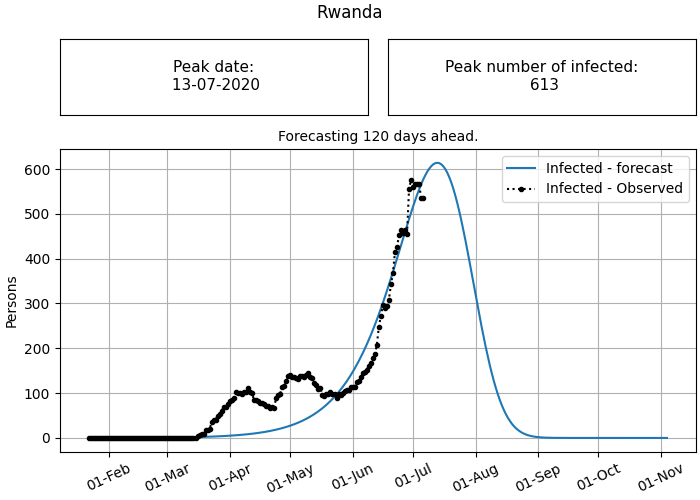 Rwanda
Peak date:
13-07-2020
Peak number of infected:
613
Forecasting 120 days ahead.
Infected - forecast
Infected - Observed
Persons
600
500
400
300
200
100
0
01-Feb
01-Mar
01-Apr
01-May
01-Jun
01-Jul
01-Aug
01-Sep
01-Oct
01-Nov